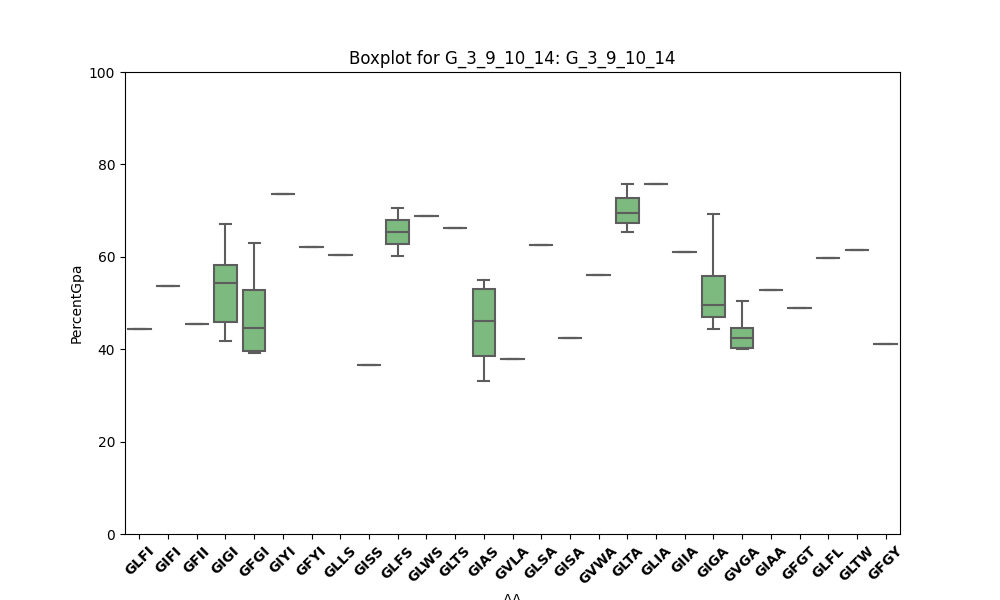 Boxplot for G_3_9_10_14: G_3_9_10_14
100
80
60
40
20
0
PercentGpa
GLFI GIFI GFII GIGI GFGI GIYI GFYI GLLS GISS GLFS GLWS GLTS GIAS GVLA GLSA GISA GVWA GLTA GLIA GIIA GIGA GVGA GIAA GFGT GLFL GLTW GFGY
AA